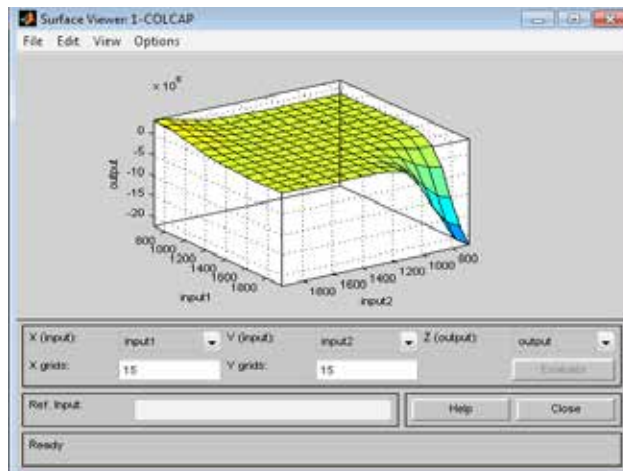 Surface Viewer: 1-COLCAP
File Edit View Options
0
-5
-10
-15
-20
output
800
1000
1200
1400
1600
1800
input1
1800
1600
1400
1200
1000
800
input2
X (input): input1 Y (input): input2 Z (output): output
X grids: 15 Y grids: 15 Evaluate
Ref. Input: Help Close
Ready